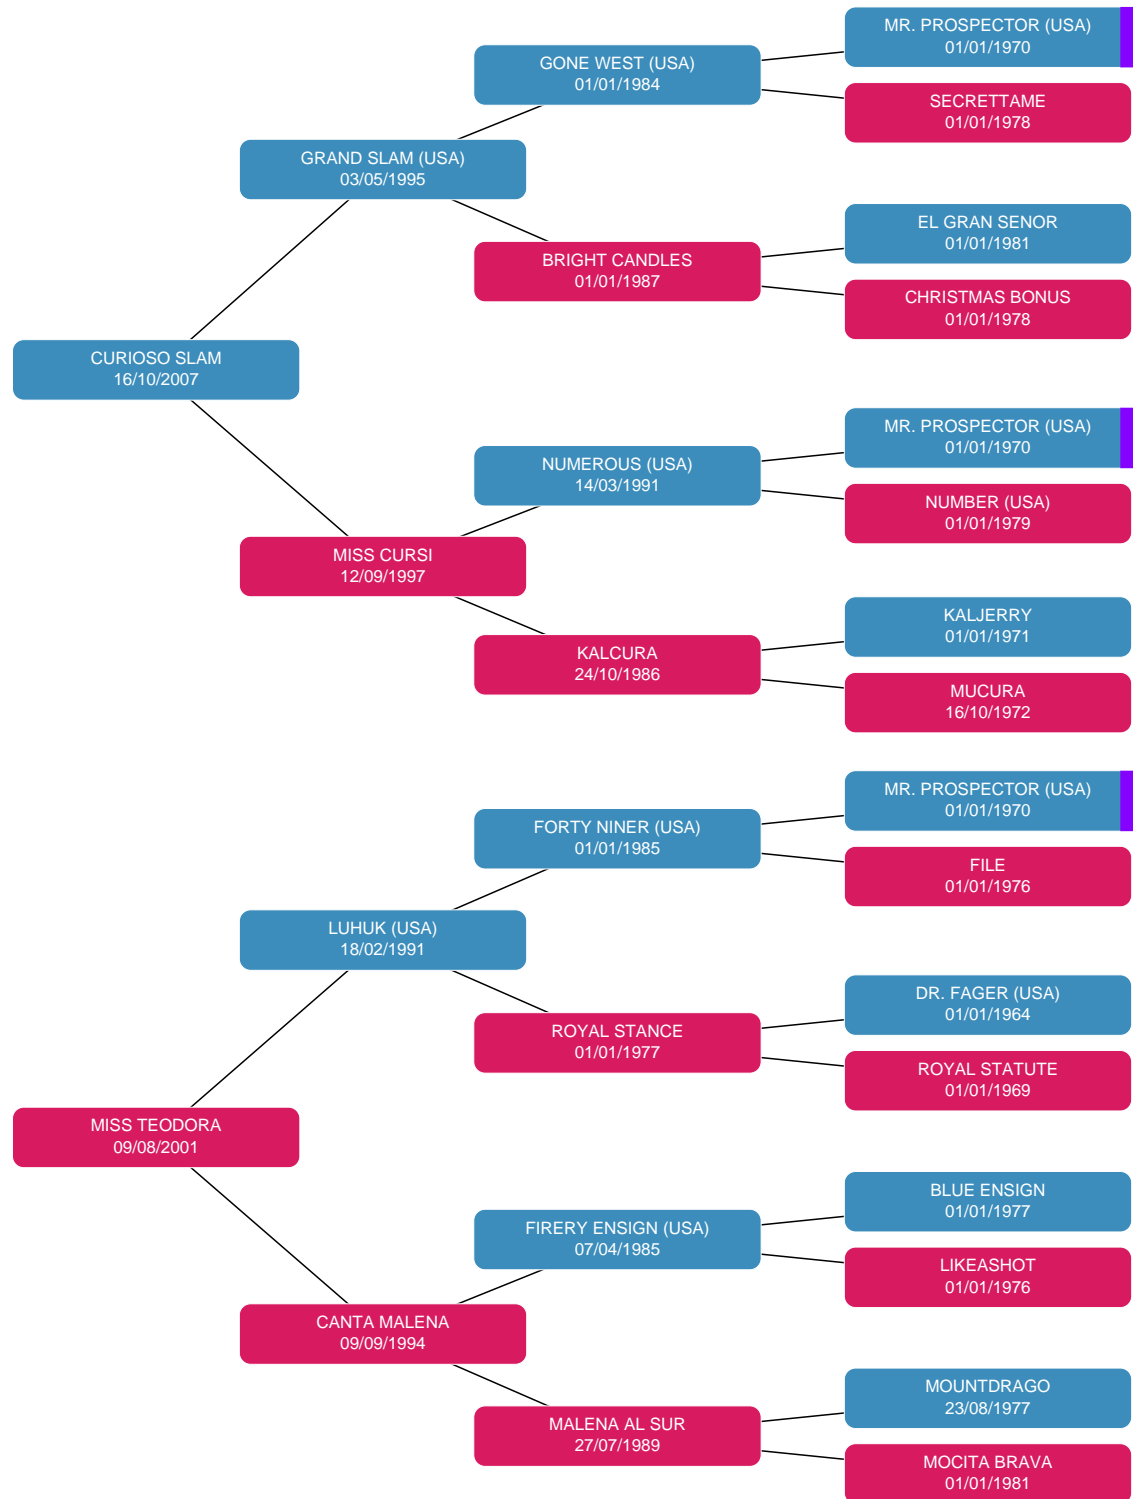 MR. PROSPECTOR (USA)
01/01/1970
GONE WEST (USA)
01/01/1984
SECRETTAME
01/01/1978
GRAND SLAM (USA)
03/05/1995
EL GRAN SENOR
01/01/1981
BRIGHT CANDLES
01/01/1987
CHRISTMAS BONUS
01/01/1978
CURIOSO SLAM
16/10/2007
MR. PROSPECTOR (USA)
01/01/1970
NUMEROUS (USA)
14/03/1991
NUMBER (USA)
01/01/1979
MISS CURSI
12/09/1997
KALJERRY
01/01/1971
KALCURA
24/10/1986
MUCURA
16/10/1972
MR. PROSPECTOR (USA)
01/01/1970
FORTY NINER (USA)
01/01/1985
FILE
01/01/1976
LUHUK (USA)
18/02/1991
DR. FAGER (USA)
01/01/1964
ROYAL STANCE
01/01/1977
ROYAL STATUTE
01/01/1969
MISS TEODORA
09/08/2001
BLUE ENSIGN
01/01/1977
FIRERY ENSIGN (USA)
07/04/1985
LIKEASHOT
01/01/1976
CANTA MALENA
09/09/1994
MOUNTDRAGO
23/08/1977
MALENA AL SUR
27/07/1989
MOCITA BRAVA
01/01/1981